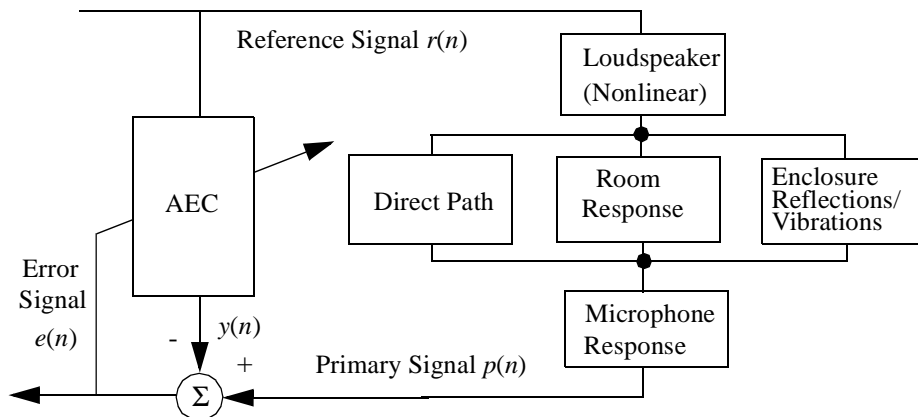 Reference Signal r(n)
Loudspeaker
(Nonlinear)
AEC
Direct Path
Room
Response
Enclosure
Reflections/
Vibrations
Error
Signal
e(n)
-
y(n)
+
Σ
Primary Signal p(n)
Microphone
Response